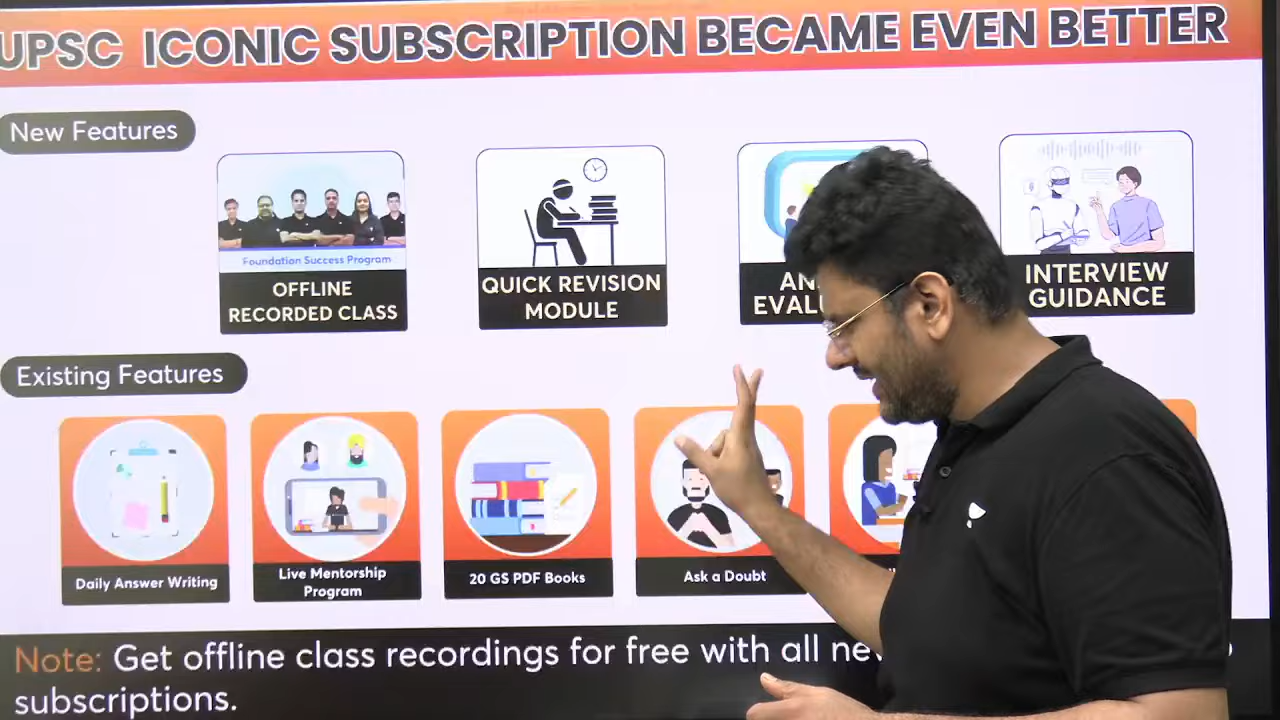 UPSC ICONIC SUBSCRIPTION BECAME EVEN BETTER
New Features
Foundation Success Program
OFFLINE
RECORDED CLASS
QUICK REVISION
MODULE
INTERVIEW
GUIDANCE
Existing Features
Daily Answer Writing
Live Mentorship
Program
20 GS PDF Books
Ask a Doubt
Note: Get offline class recordings for free with all
subscriptions.